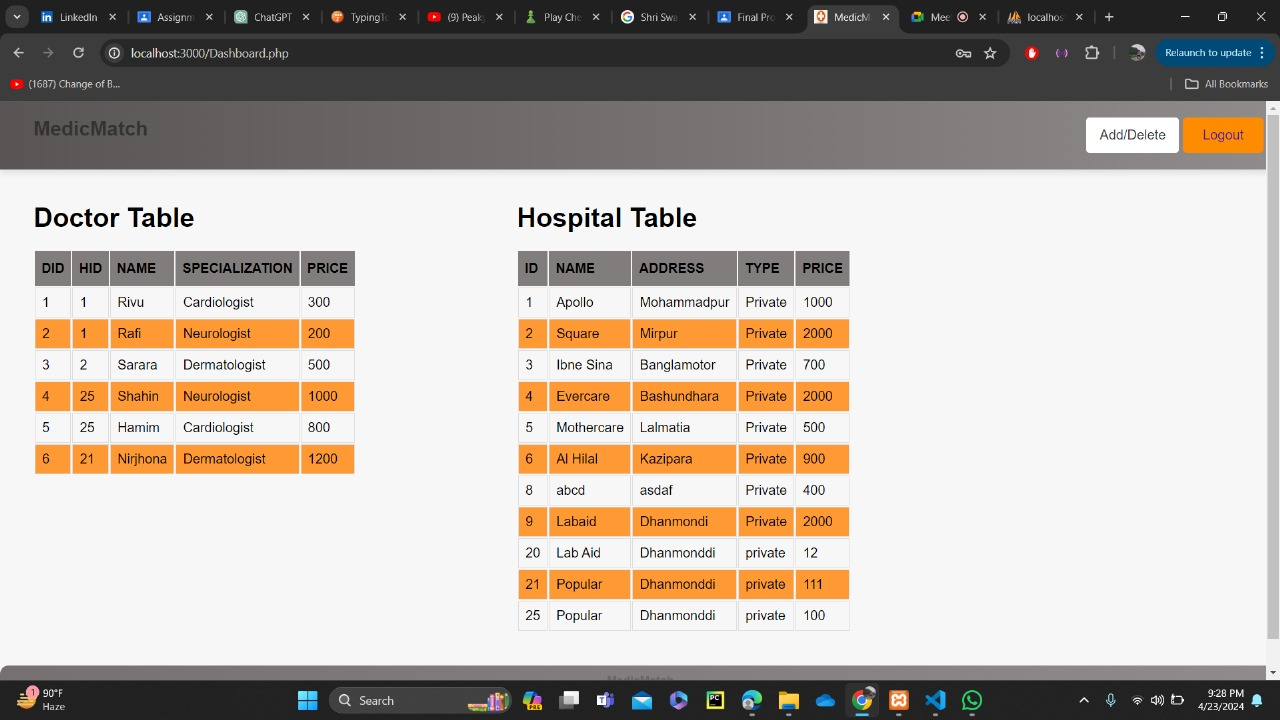 LinkedIn
Assignm
ChatGPT
TypingT
(9) Peak
Play Che
Shri Swa
Final Pro
MedicM
Mee
localhos
localhost:3000/Dashboard.php
Relaunch to update
(1687) Change of B...
All Bookmarks
MedicMatch
Add/Delete
Logout
Doctor Table
DID HID NAME SPECIALIZATION PRICE
1 1 Rivu Cardiologist 300
2 1 Rafi Neurologist 200
3 2 Sarara Dermatologist 500
4 25 Shahin Neurologist 1000
5 25 Hamim Cardiologist 800
6 21 Nirjhona Dermatologist 1200
Hospital Table
ID NAME ADDRESS TYPE PRICE
1 Apollo Mohammadpur Private 1000
2 Square Mirpur Private 2000
3 Ibne Sina Banglamotor Private 700
4 Evercare Bashundhara Private 2000
5 Mothercare Lalmatia Private 500
6 Al Hilal Kazipara Private 900
8 abcd asdaf Private 400
9 Labaid Dhanmondi Private 2000
20 Lab Aid Dhanmonddi private 12
21 Popular Dhanmonddi private 111
25 Popular Dhanmonddi private 100
MedicMatch
1
90°F
Haze
Search
PRE
PC
9:28 PM
4/23/2024